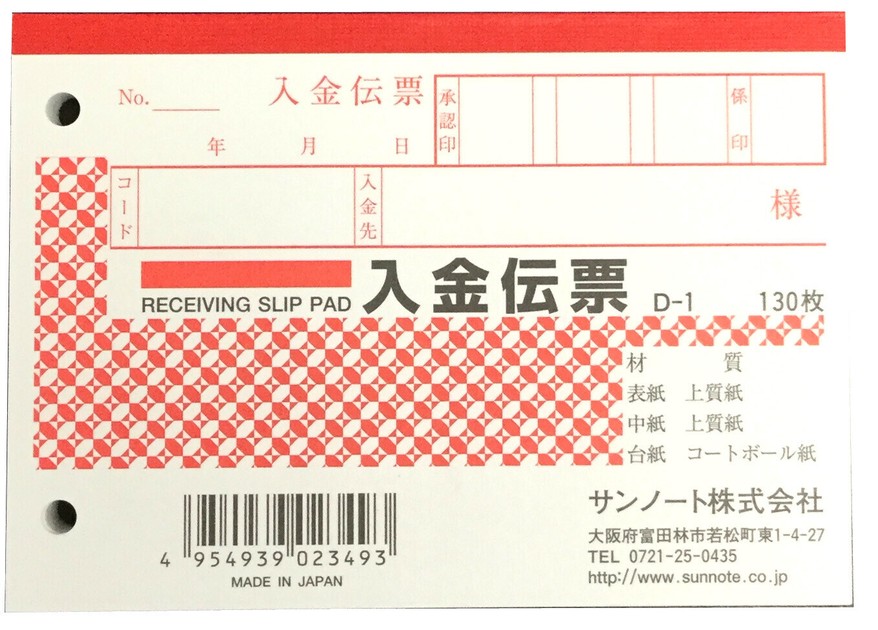 No. 入金伝票
年 月 日
承認印
係印
コード
入金先
様
RECEIVING SLIP PAD 入金伝票 D-1 130枚
材 質
表紙 上質紙
中紙 上質紙
台紙 コートボール紙
サンノート株式会社
大阪府富田林市若松町東1-4-27
TEL 0721-25-0435
http://www.sunnote.co.jp
4 954939 023493
MADE IN JAPAN